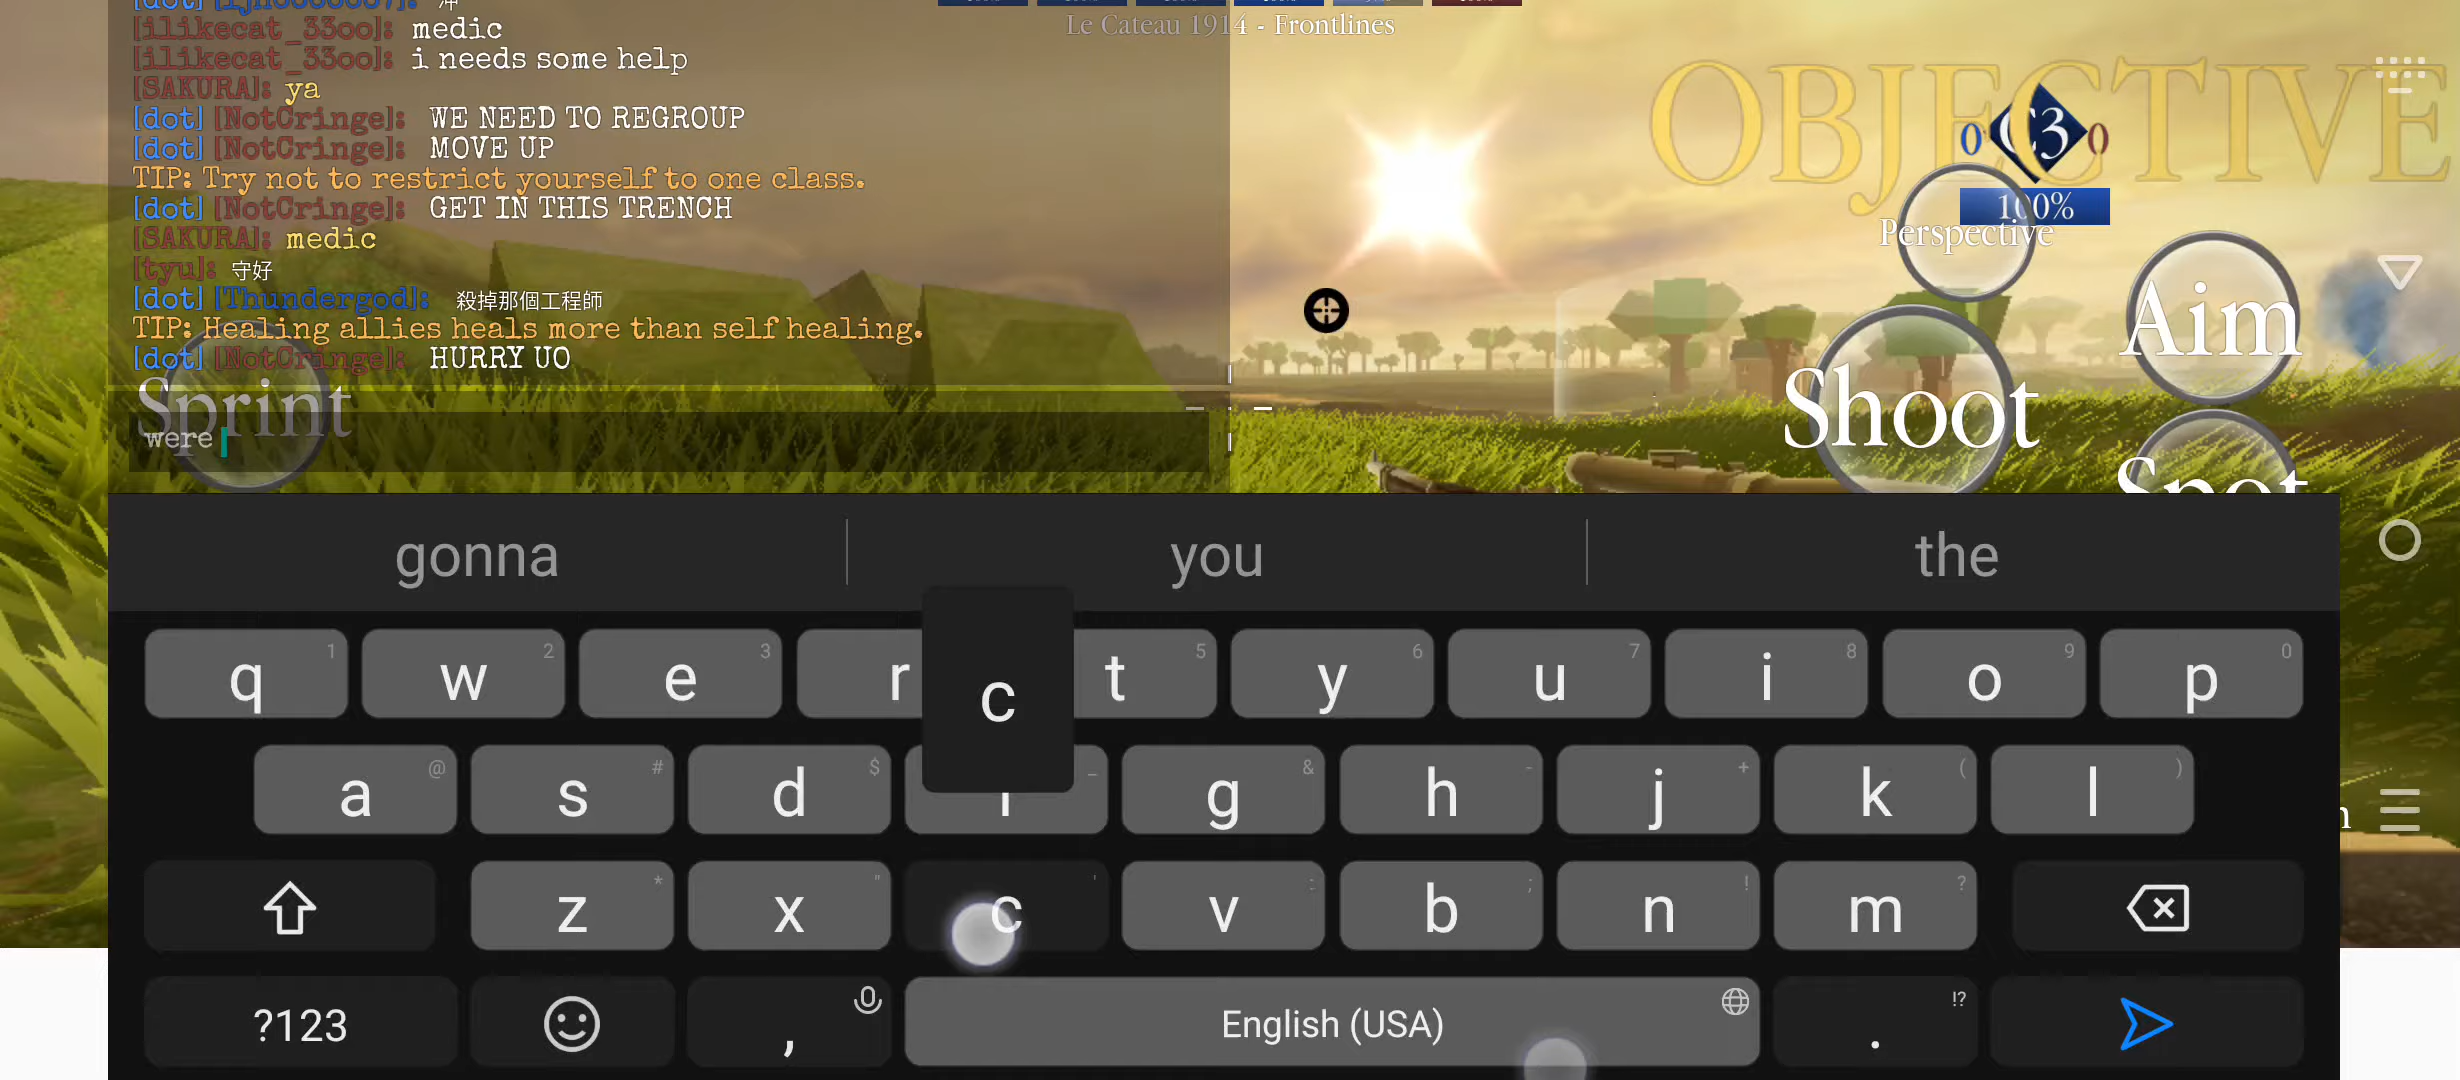 [ilikecat_33oo]: medic
[ilikecat_33oo]: i needs some help
[SAKURA]: ya
[dot] [NotCringe]: WE NEED TO REGROUP
[dot] [NotCringe]: MOVE UP
TIP: Try not to restrict yourself to one class.
[dot] [NotCringe]: GET IN THIS TRENCH
[SAKURA]: medic
[tyu]: 守好
[dot] [Thundergod]: 殺掉那個工程師
TIP: Healing allies heals more than self healing.
[dot] [NotCringe]: HURRY UO
Sprint
were
Le Cateau 1914 - Frontlines
OBJECTIVE
0 C3 0
100%
Perspective
Aim
Shoot
Spot
gonna you the
q 1 w 2 e 3 r t 5 y 6 u 7 i 8 o 9 p 0
c
a @ s # d $ _ g & h - j + k ( l )
z * x " c ' v : b ; n ! m ?
?123 , English (USA) . !?